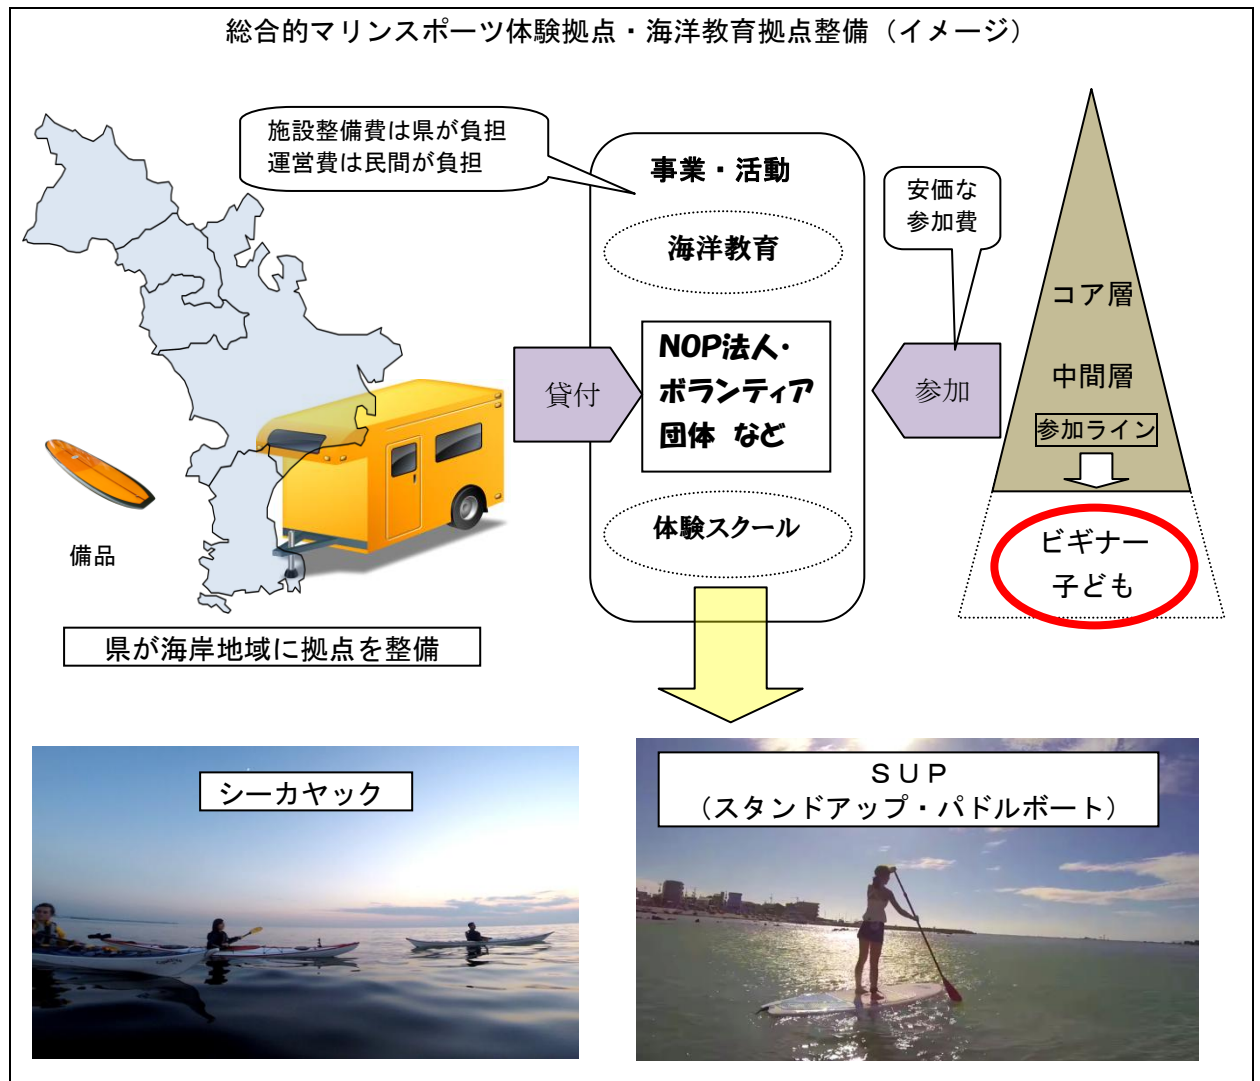 総合的マリンスポーツ体験拠点・海洋教育拠点整備（イメージ）
施設整備費は県が負担
運営費は民間が負担
事業・活動
海洋教育
NOP法人・
ボランティア
団体 など
体験スクール
貸付
参加
安価な
参加費
コア層
中間層
参加ライン
ビギナー
子ども
備品
県が海岸地域に拠点を整備
シーカヤック
ＳＵＰ
（スタンドアップ・パドルボート）